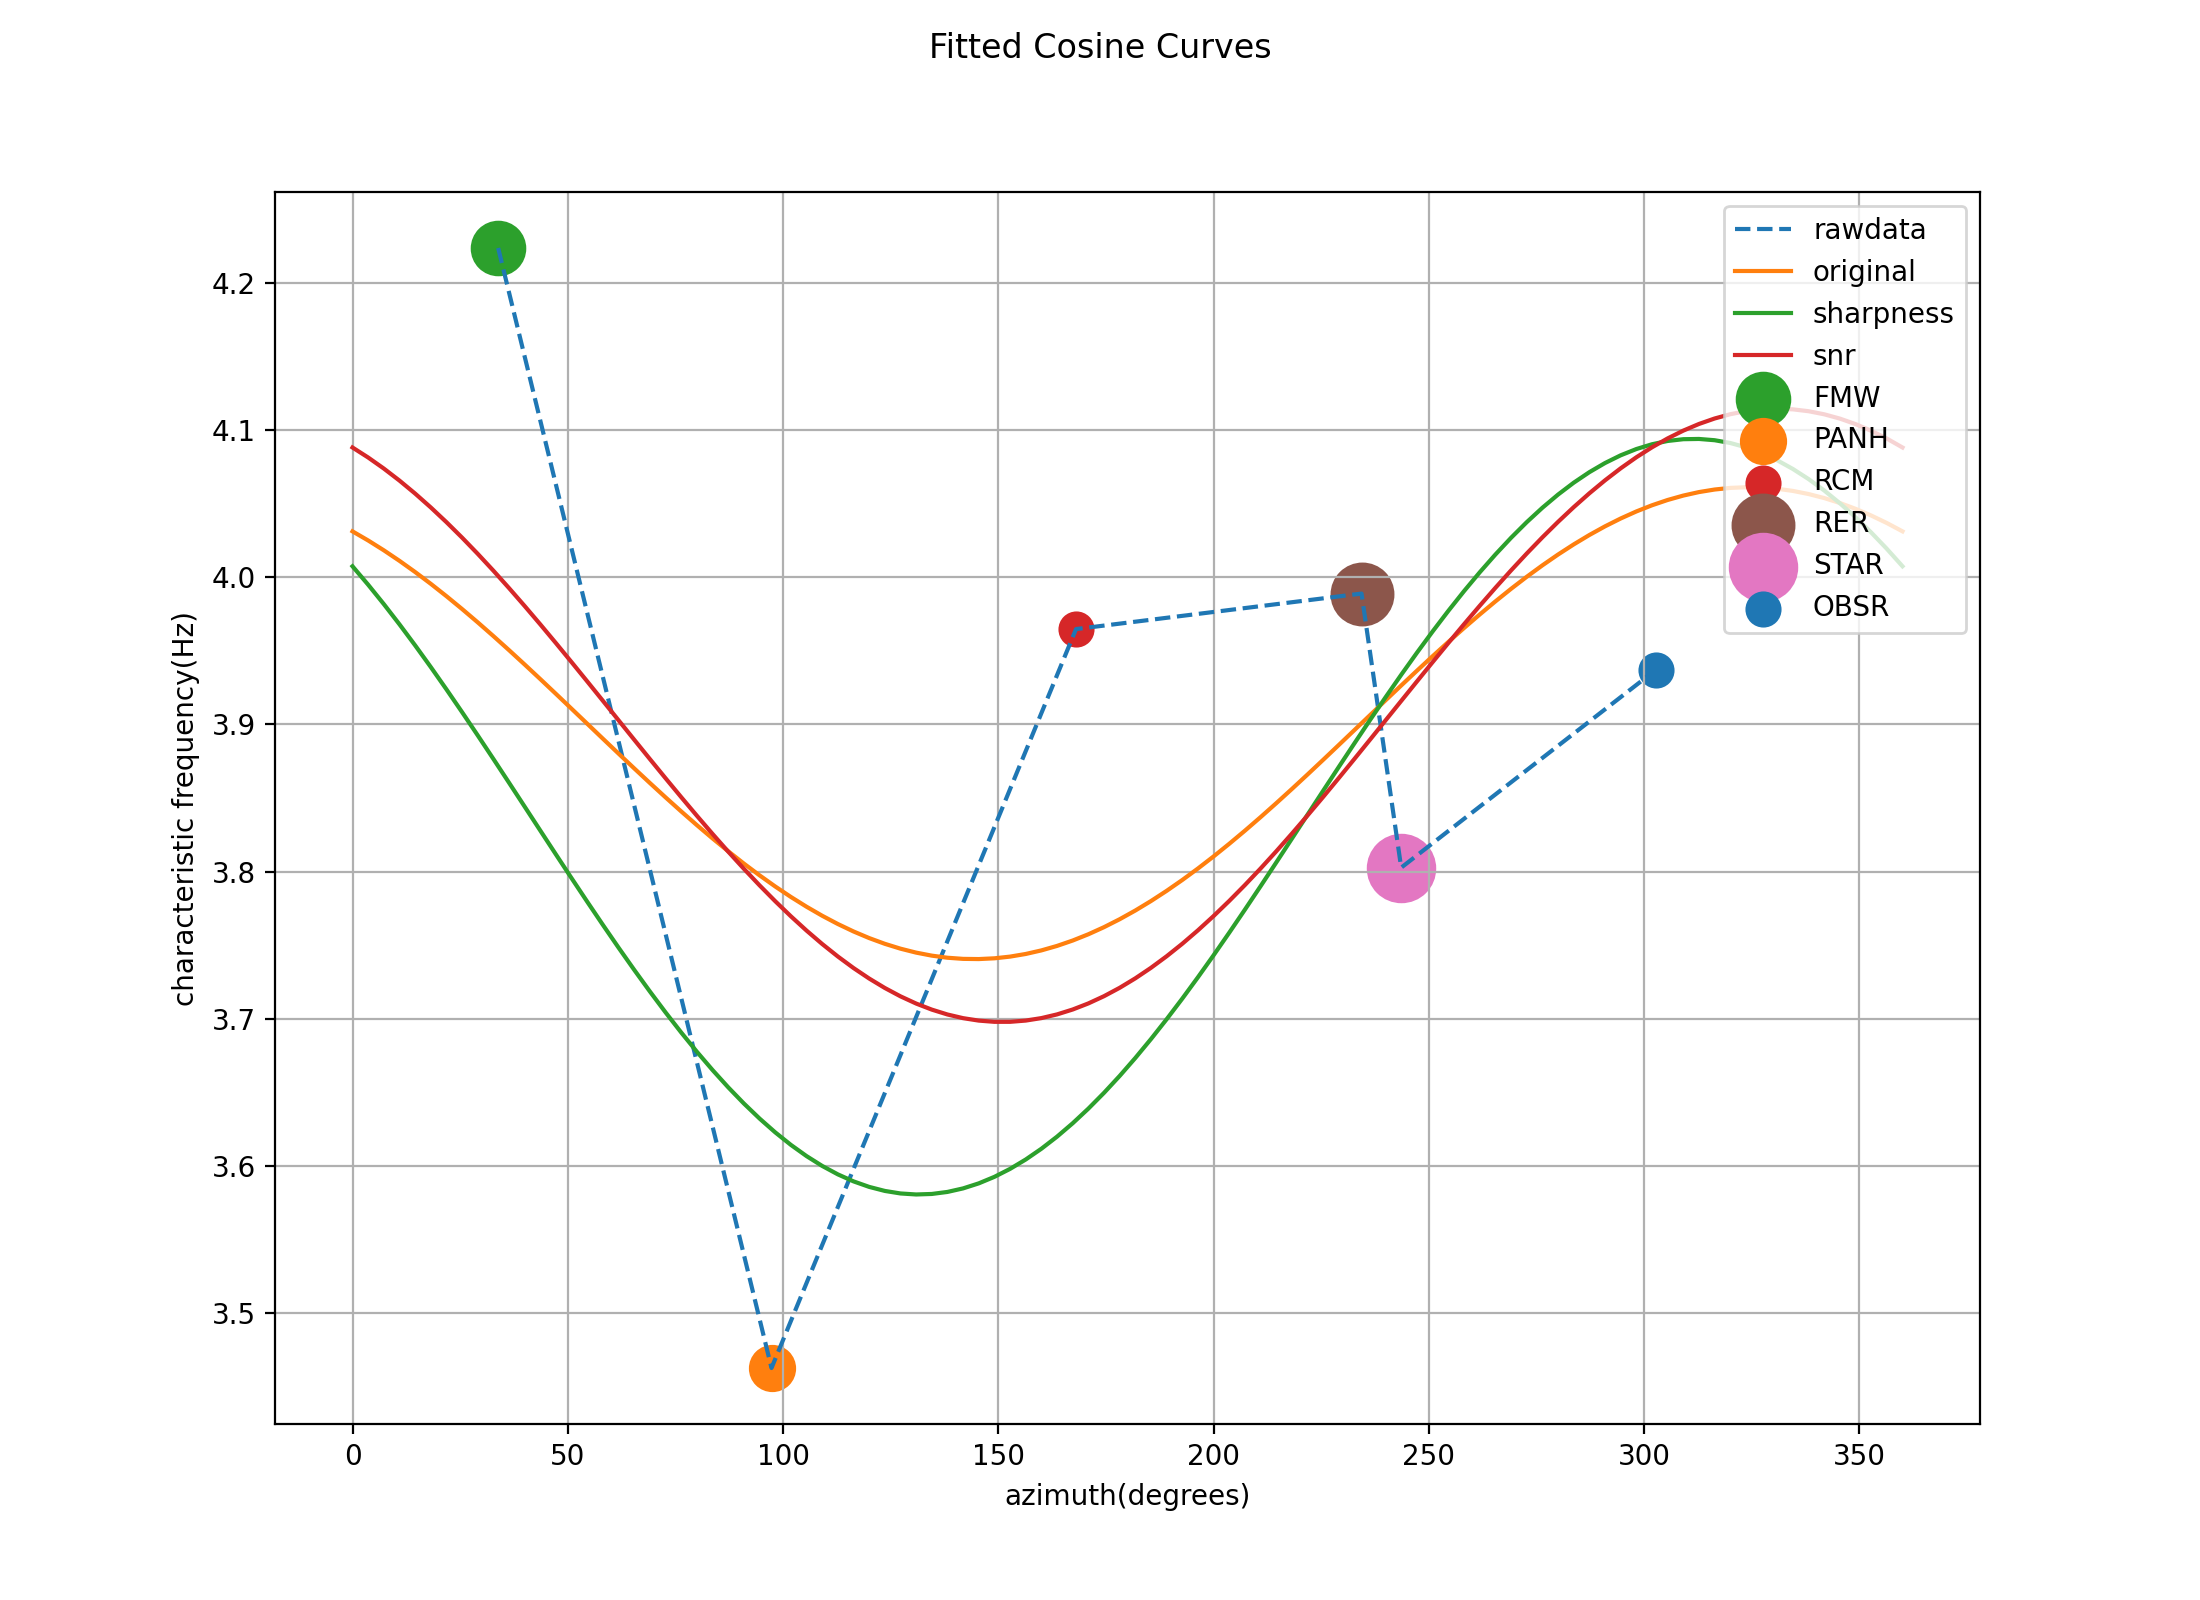 Fitted Cosine Curves
rawdata
original
sharpness
snr
FMW
PANH
RCM
RER
STAR
OBSR
characteristic frequency(Hz)
4.2
4.1
4.0
3.9
3.8
3.7
3.6
3.5
0 50 100 150 200 250 300 350
azimuth(degrees)